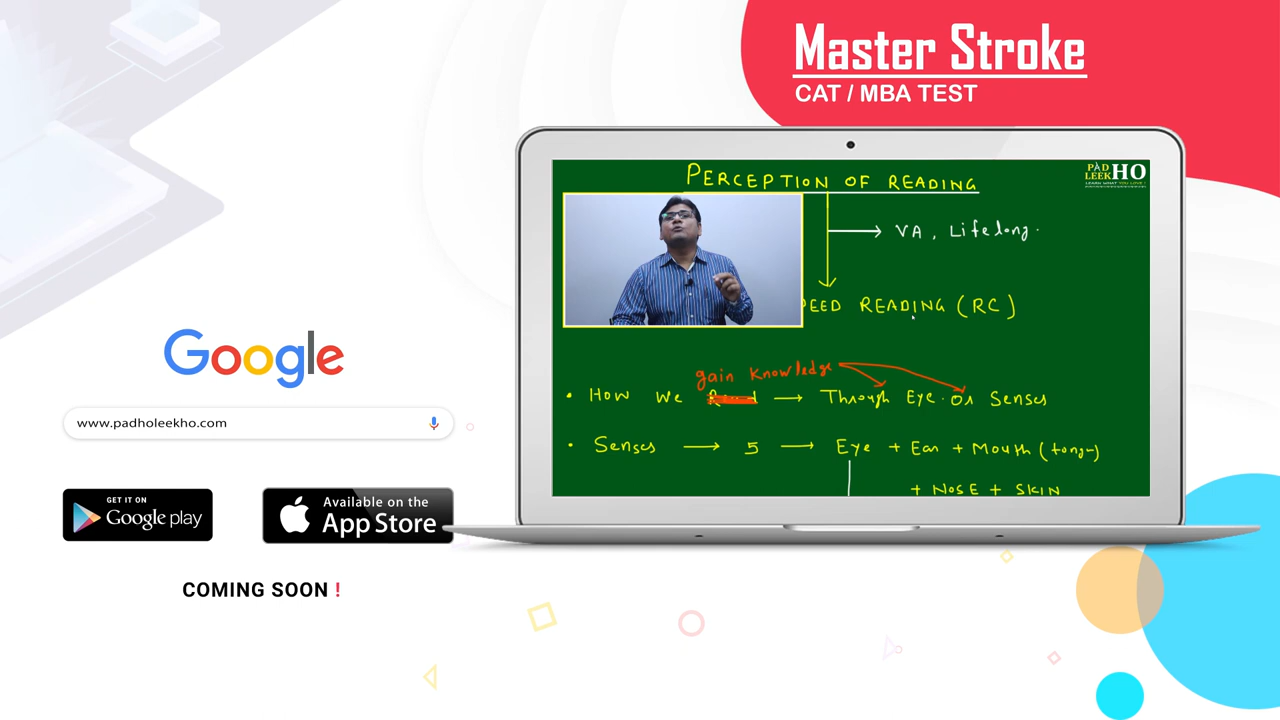 Master Stroke
CAT / MBA TEST
PERCEPTION OF READING
PAD
LEEKHO
LEARN WHAT YOU LOVE !
VA, Lifelong.
PEED READING (RC)
gain knowledge
• How we → Through Eye. Or Senses
• Senses → 5 → Eye + Ear + Mouth (tongue)
+ NOSE + SKIN
Google
www.padholeekho.com
GET IT ON
Google play
Available on the
App Store
COMING SOON !